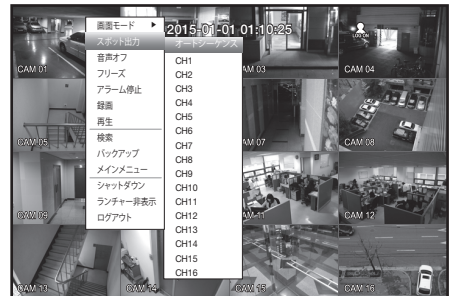 2015-01-01 01:10:25
画面モード
スポット出力
音声オフ
フリーズ
アラーム停止
録画
再生
検索
バックアップ
メインメニュー
シャットダウン
ランチャー非表示
ログアウト
オートシーケンス
CH1
CH2
CH3
CH4
CH5
CH6
CH7
CH8
CH9
CH10
CH11
CH12
CH13
CH14
CH15
CH16
LOG ON
CAM 01
CAM 03
CAM 04
CAM 05
CAM 07
CAM 08
CAM 09
CAM 11
CAM 12
CAM 13
CAM 14
CAM 15
CAM 16